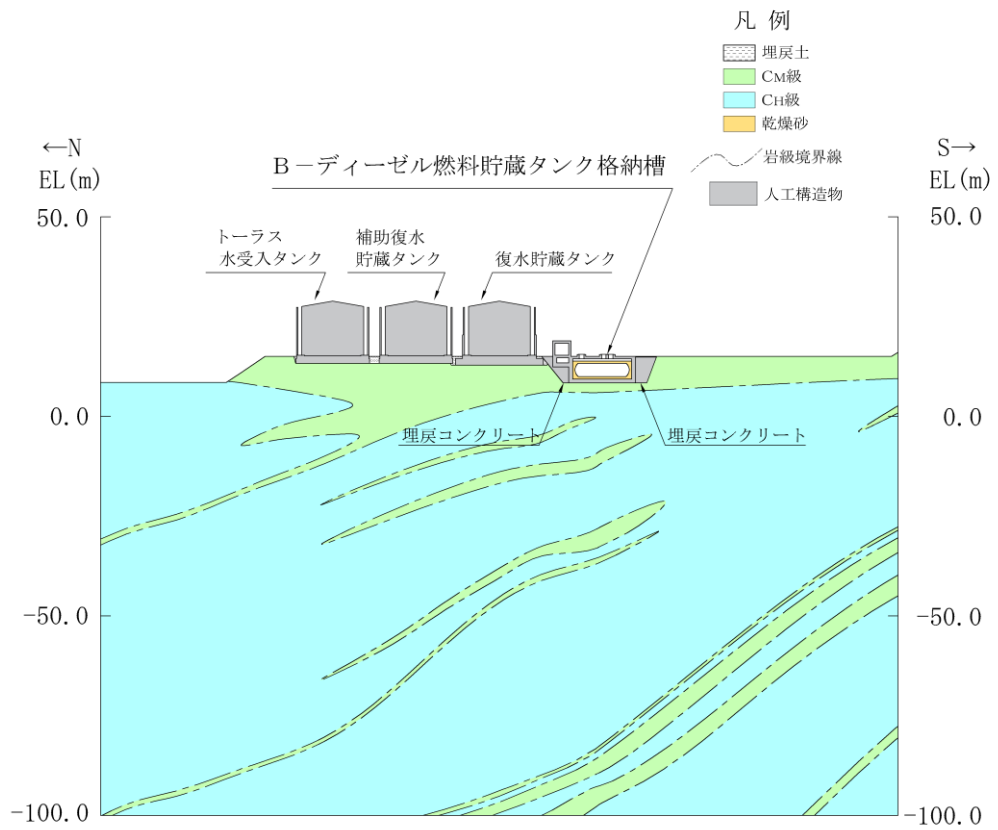 凡 例
埋戻土
CM級
CH級
乾燥砂
岩級境界線
人工構造物
←N
EL(m)
S→
EL(m)
B－ディーゼル燃料貯蔵タンク格納槽
50.0
50.0
トーラス
水受入タンク
補助復水
貯蔵タンク
復水貯蔵タンク
0.0
0.0
埋戻コンクリート
埋戻コンクリート
-50.0
-50.0
-100.0
-100.0